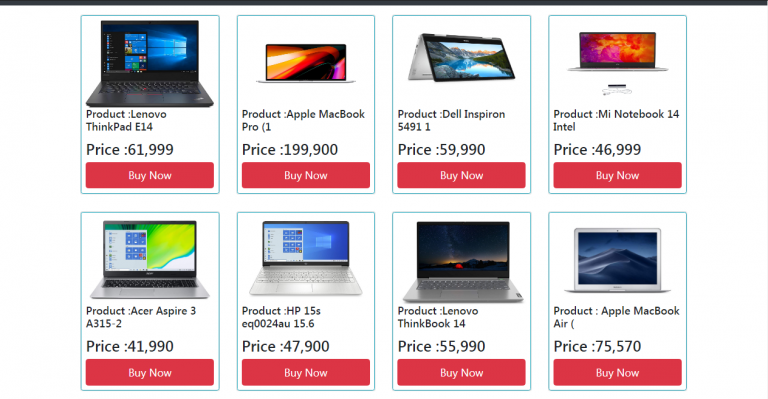 Product :Lenovo
ThinkPad E14
Price :61,999
Buy Now
Product :Apple MacBook
Pro (1
Price :199,900
Buy Now
Product :Dell Inspiron
5491 1
Price :59,990
Buy Now
Product :Mi Notebook 14
Intel
Price :46,999
Buy Now
Product :Acer Aspire 3
A315-2
Price :41,990
Buy Now
Product :HP 15s
eq0024au 15.6
Price :47,900
Buy Now
Product :Lenovo
ThinkBook 14
Price :55,990
Buy Now
Product : Apple MacBook
Air (
Price :75,570
Buy Now